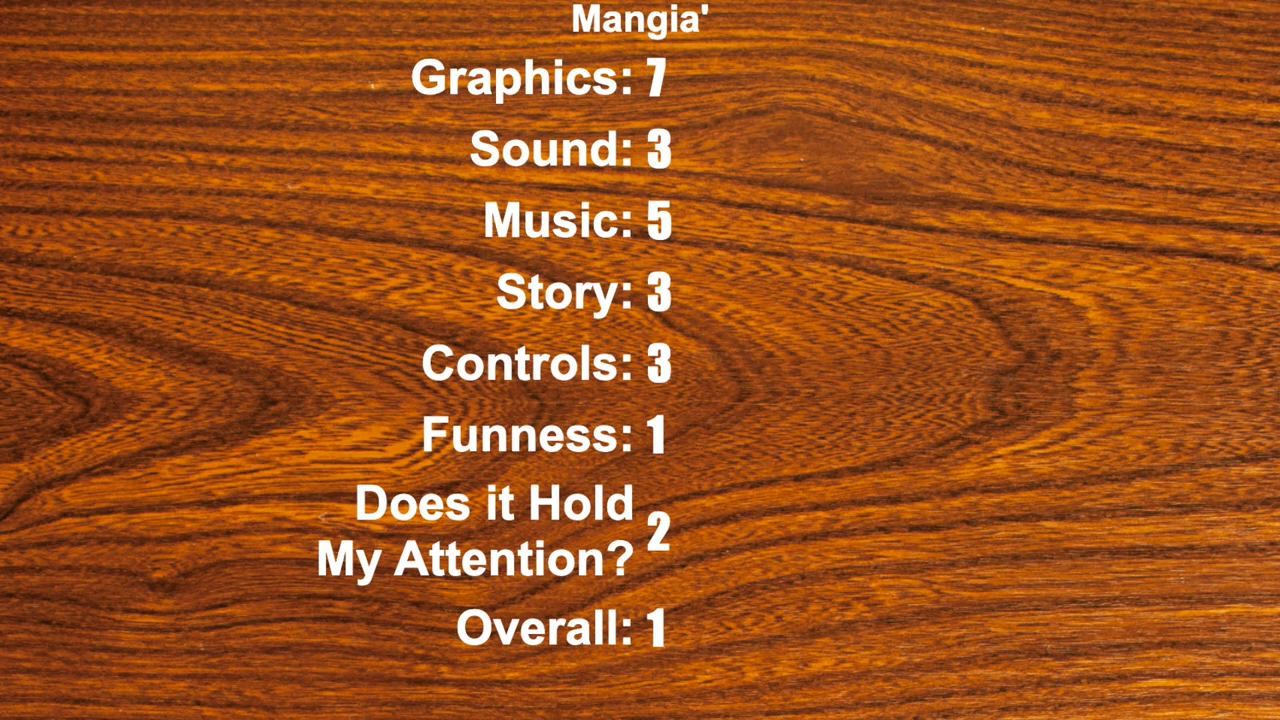 Mangia'
Graphics: 7
Sound: 3
Music: 5
Story: 3
Controls: 3
Funness: 1
Does it Hold
My Attention? 2
Overall: 1